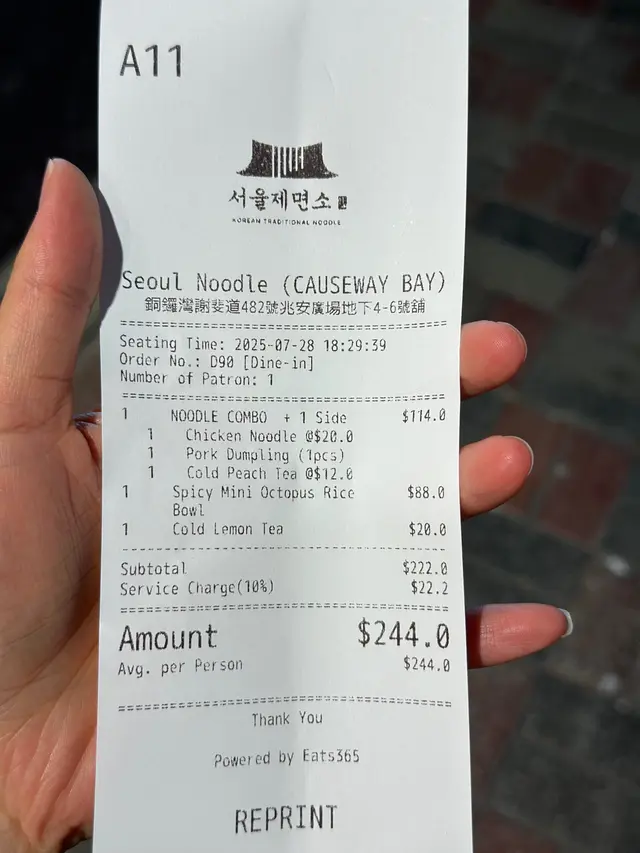 A11
서울제면소
KOREAN TRADITIONAL NOODLE
Seoul Noodle (CAUSEWAY BAY)
銅鑼灣謝斐道482號兆安廣場地下4-6號舖
Seating Time: 2025-07-28 18:29:39
Order No.: D90 [Dine-in]
Number of Patron: 1
1 NOODLE COMBO + 1 Side $114.0
1 Chicken Noodle @$20.0
1 Pork Dumpling (1pcs)
1 Cold Peach Tea @$12.0
1 Spicy Mini Octopus Rice $88.0
Bowl
1 Cold Lemon Tea $20.0
Subtotal $222.0
Service Charge(10%) $22.2
Amount $244.0
Avg. per Person $244.0
Thank You
Powered by Eats365
REPRINT